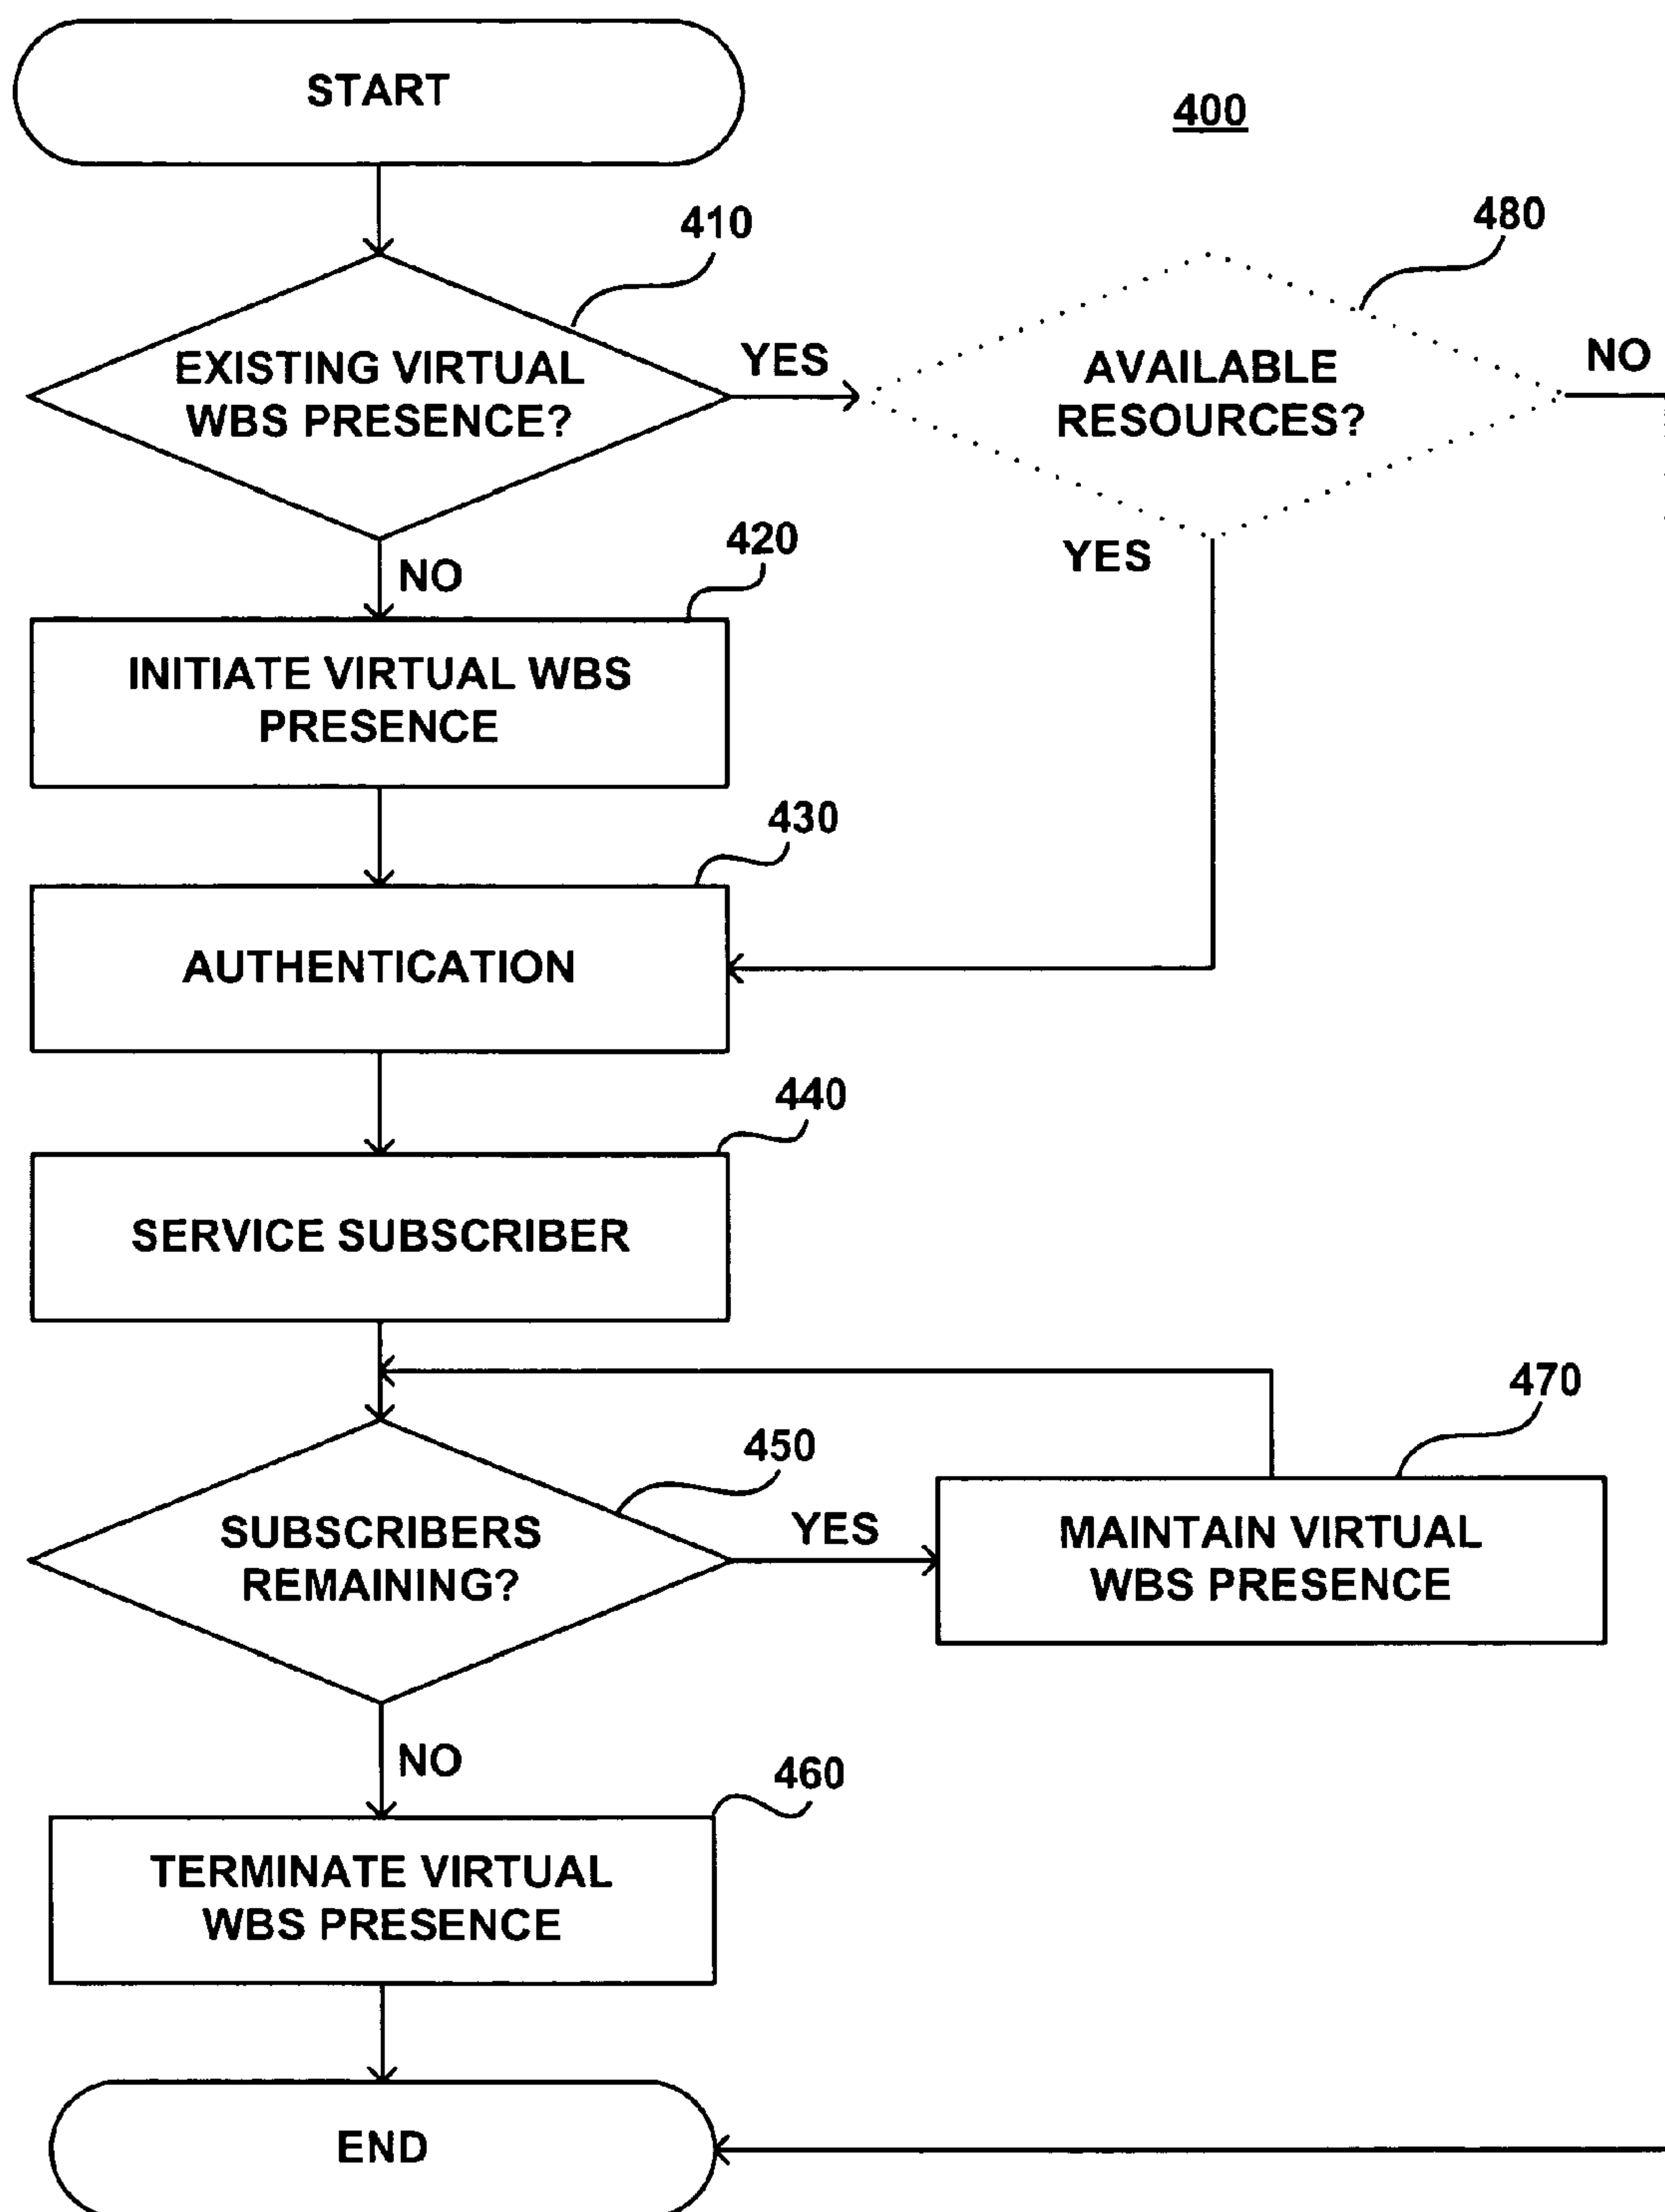 START
400
410
480
EXISTING VIRTUAL
WBS PRESENCE?
YES
AVAILABLE
RESOURCES?
NO
NO
420
YES
INITIATE VIRTUAL WBS
PRESENCE
430
AUTHENTICATION
440
SERVICE SUBSCRIBER
450
470
SUBSCRIBERS
REMAINING?
YES
MAINTAIN VIRTUAL
WBS PRESENCE
NO
460
TERMINATE VIRTUAL
WBS PRESENCE
END